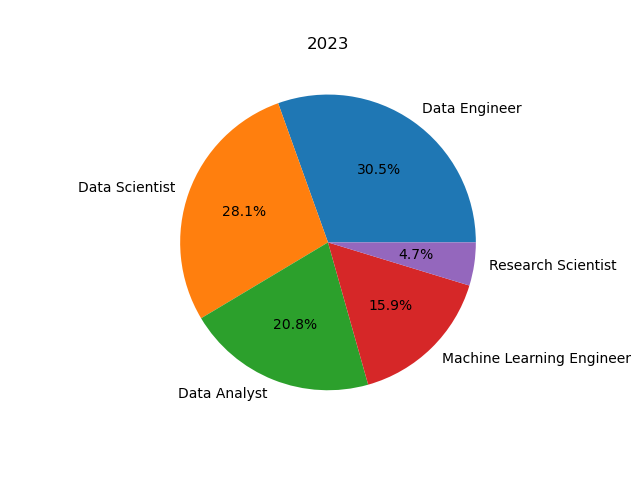 2023
Data Engineer
30.5%
Data Scientist
28.1%
4.7%
Research Scientist
15.9%
20.8%
Machine Learning Engineer
Data Analyst